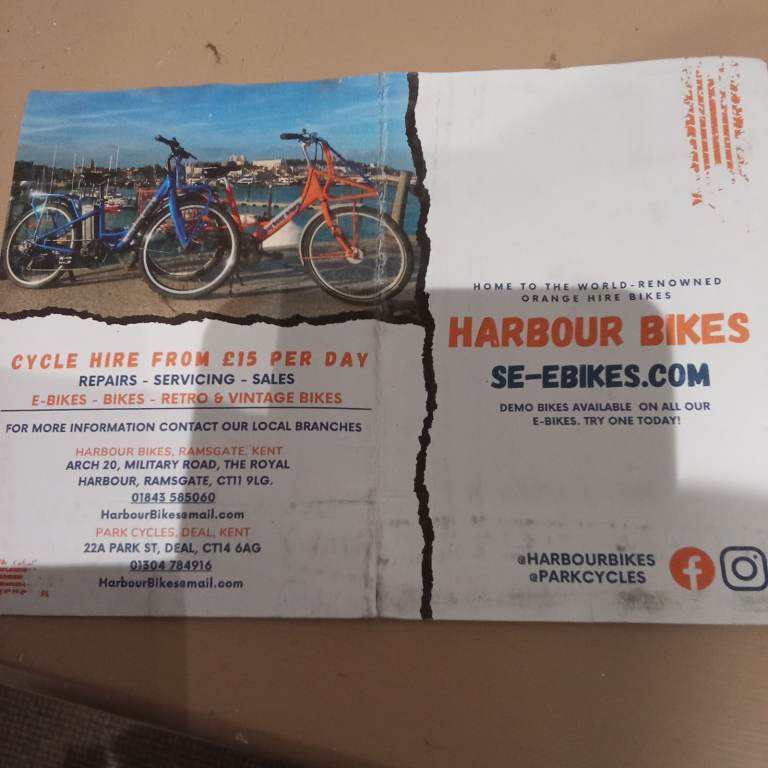 CYCLE HIRE FROM £15 PER DAY
REPAIRS - SERVICING - SALES
E-BIKES - BIKES - RETRO & VINTAGE BIKES
FOR MORE INFORMATION CONTACT OUR LOCAL BRANCHES
HARBOUR BIKES, RAMSGATE, KENT
ARCH 20, MILITARY ROAD, THE ROYAL
HARBOUR, RAMSGATE, CT11 9LG.
01843 585060
HarbourBikes@mail.com
PARK CYCLES, DEAL, KENT
22A PARK ST, DEAL, CT14 6AG
01304 784916
HarbourBikes@mail.com
HOME TO THE WORLD-RENOWNED
ORANGE HIRE BIKES
HARBOUR BIKES
SE-EBIKES.COM
DEMO BIKES AVAILABLE ON ALL OUR
E-BIKES. TRY ONE TODAY!
@HARBOURBIKES
@PARKCYCLES